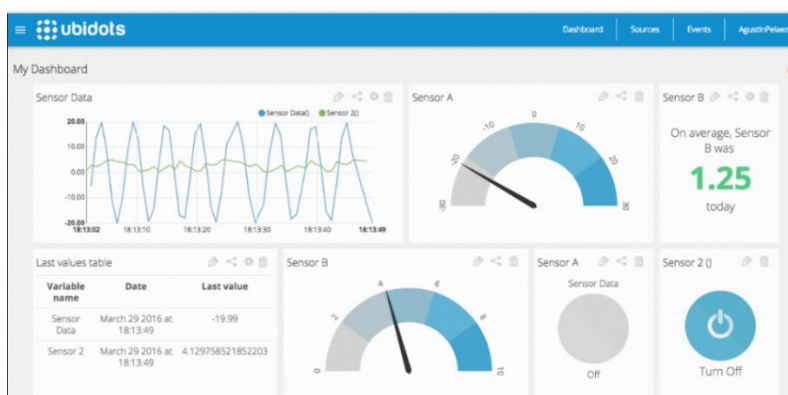 ubidots
Dashboard
Sources
Events
AgustinPelaez
My Dashboard
Sensor Data
Sensor Data()
Sensor 2()
20.00
10.00
0.00
-10.00
-20.00
18:13:02
18:13:10
18:13:20
18:13:30
18:13:40
18:13:49
Sensor A
-30
-20
-10
0
10
20
30
Sensor B
On average, Sensor
B was
1.25
today
Last values table
Variable
name
Date
Last value
Sensor
Data
March 29 2016 at
18:13:49
-19.99
Sensor 2
March 29 2016 at
18:13:49
4.129758521852203
Sensor B
0
2
4
6
8
10
Sensor A
Sensor Data
Off
Sensor 2 ()
Turn Off